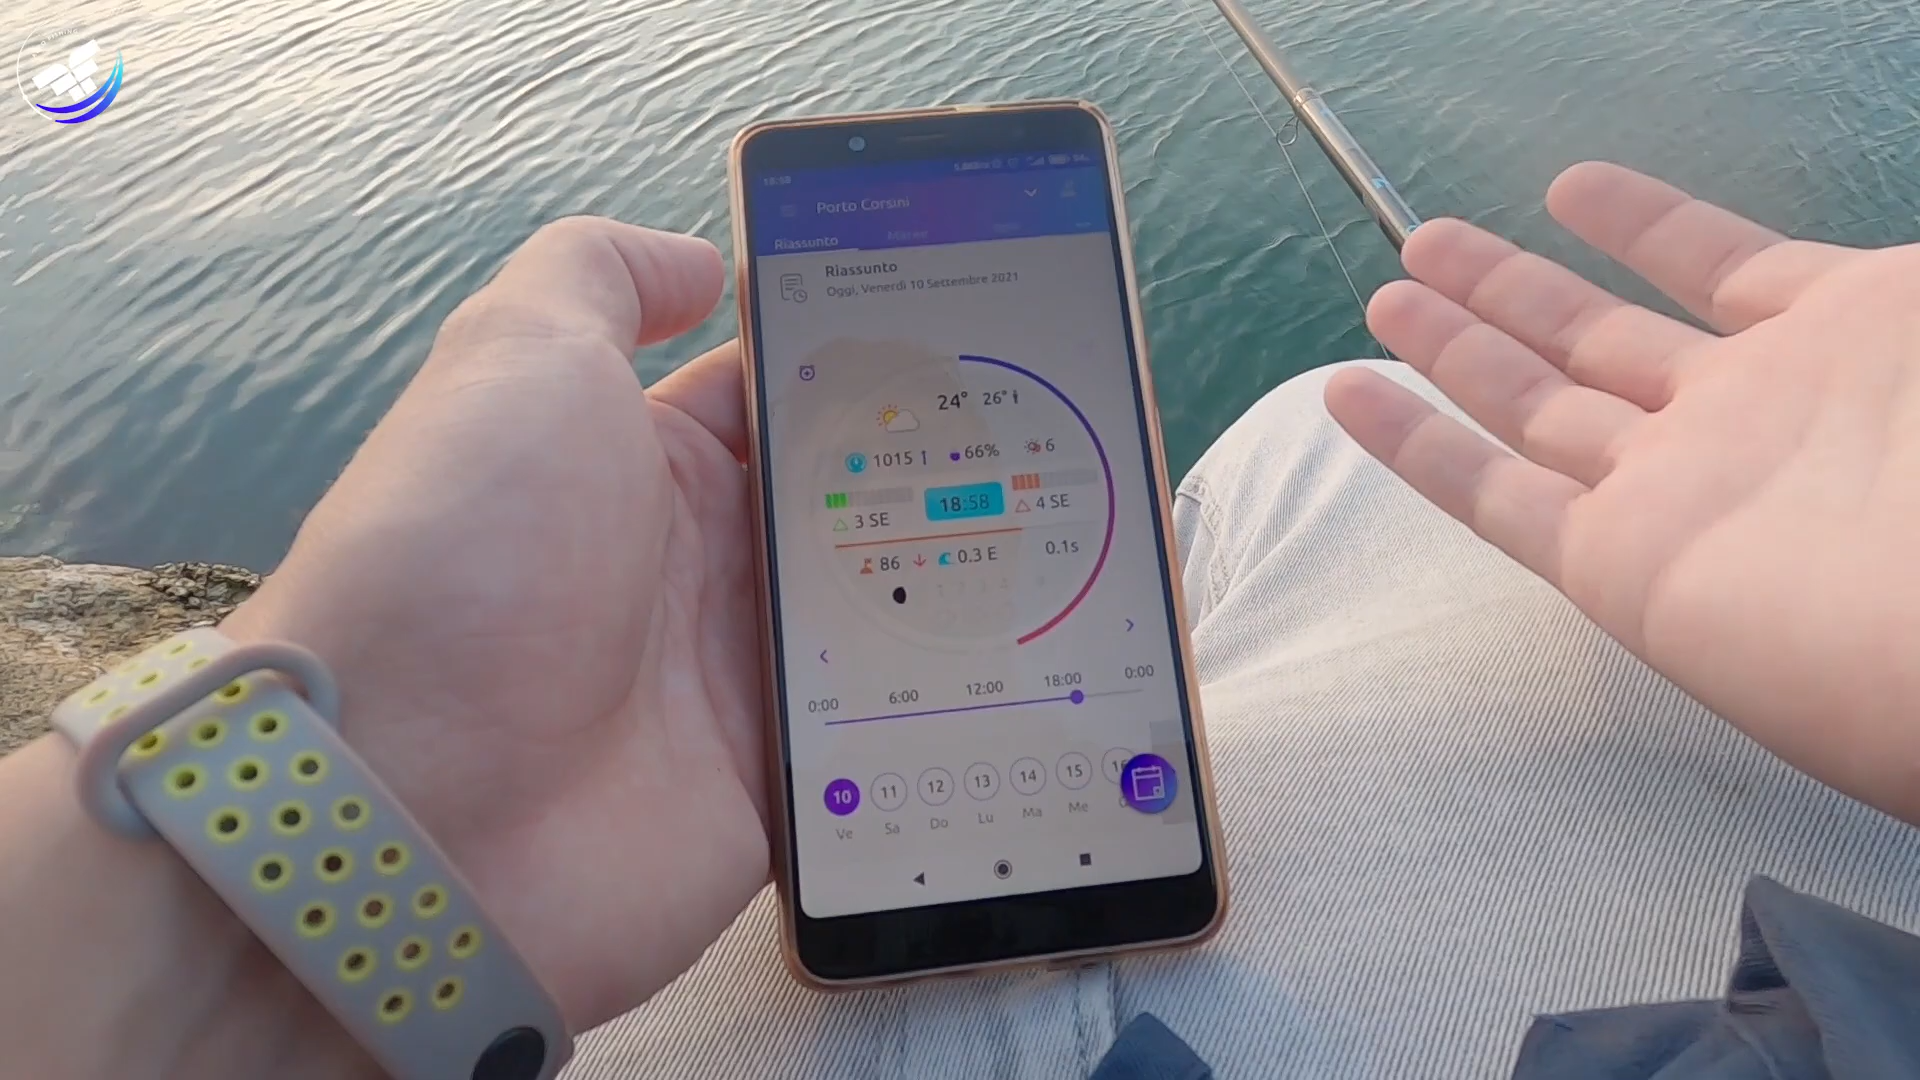 18:58
Porto Corsini
Riassunto
Riassunto
Oggi, Venerdì 10 Settembre 2021
24° 26°
1015 66% 6
3 SE 18:58 4 SE
86 0.3 E 0.1s
0:00 6:00 12:00 18:00 0:00
10 11 12 13 14 15
Ve Sa Do Lu Ma Me